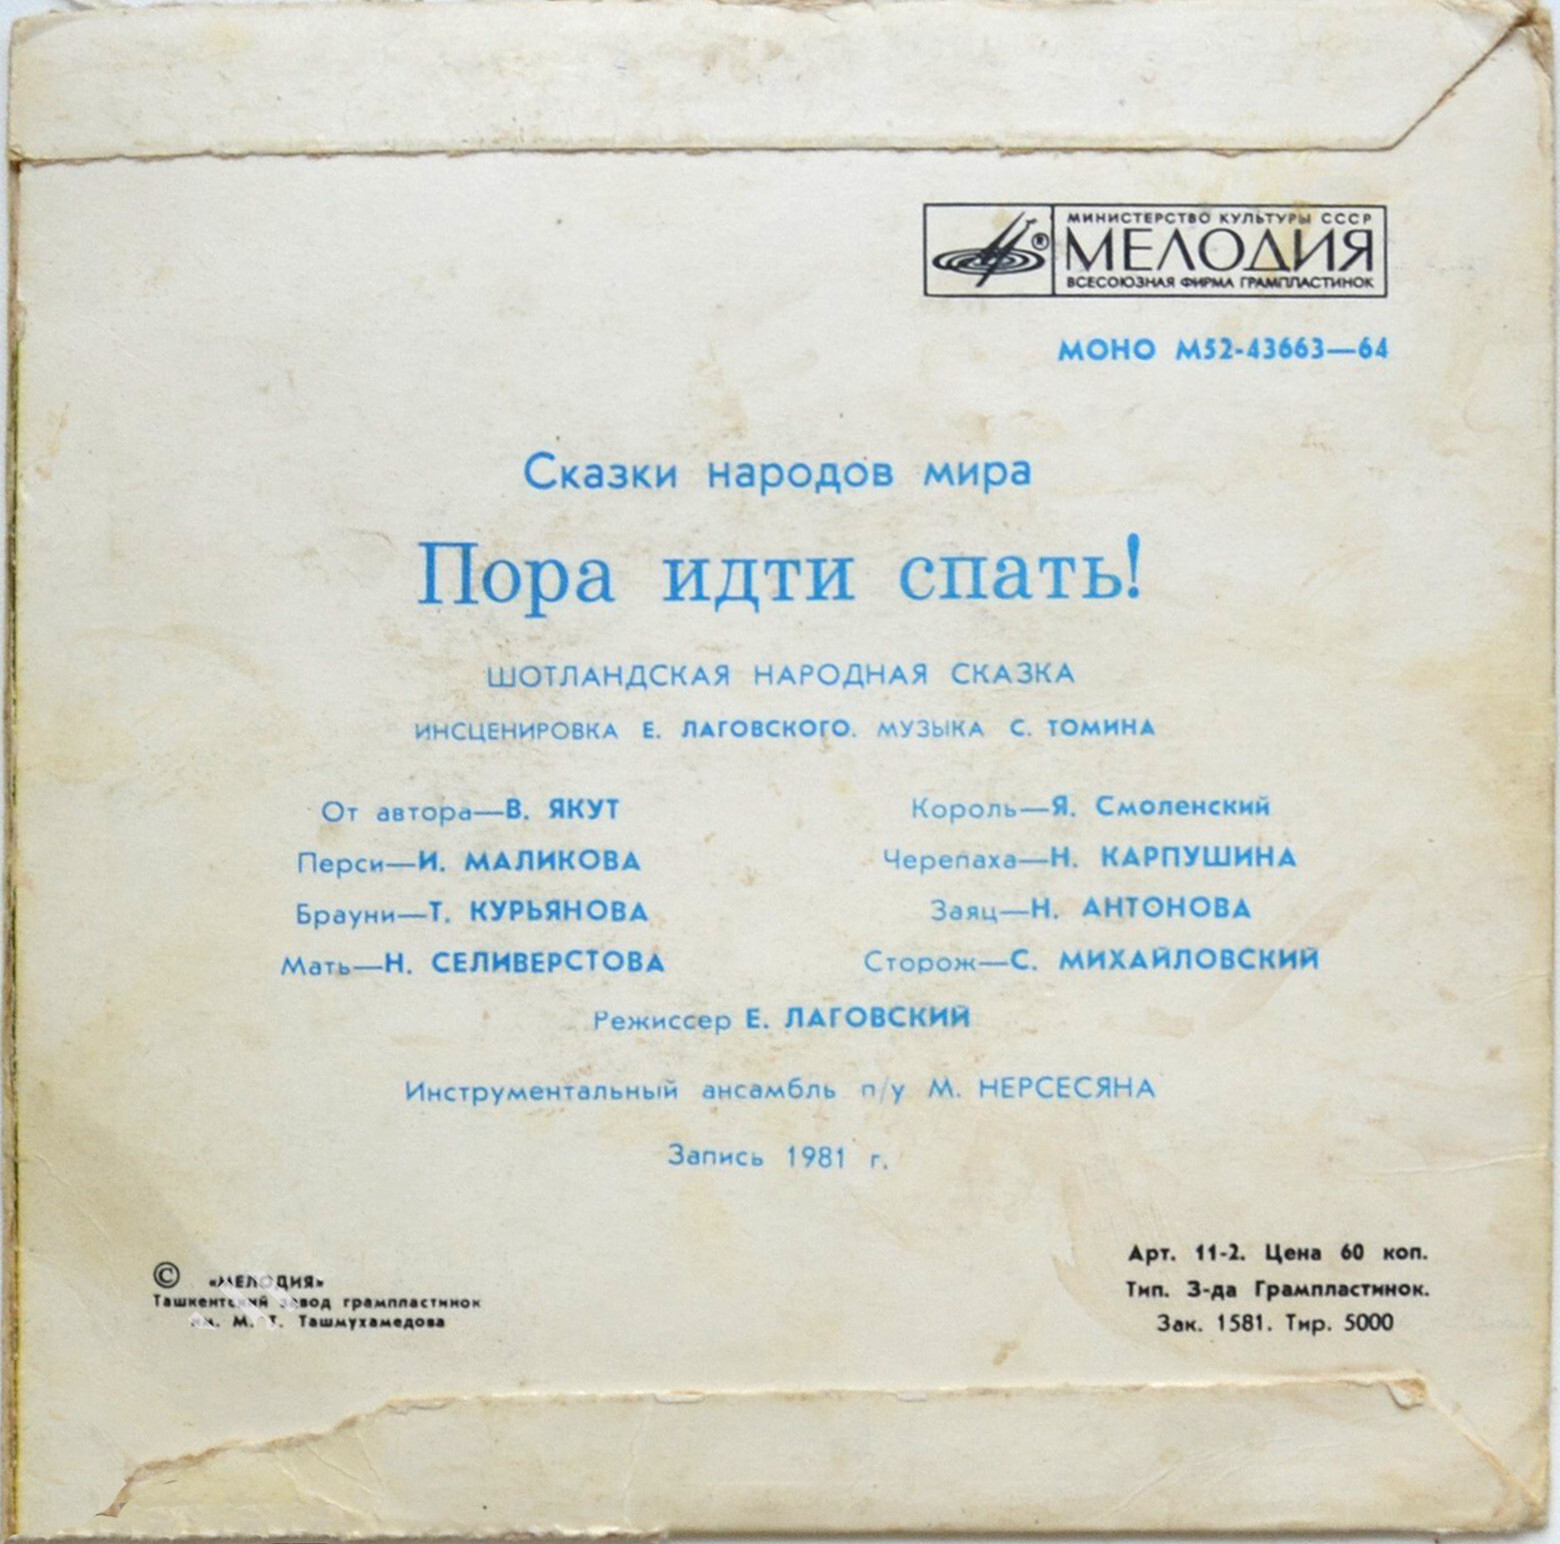 МИНИСТЕРСТВО КУЛЬТУРЫ СССР
МЕЛОДИЯ
ВСЕСОЮЗНАЯ ФИРМА ГРАМПЛАСТИНОК
®
МОНО М52-43663—64
Сказки народов мира
Пора идти спать!
ШОТЛАНДСКАЯ НАРОДНАЯ СКАЗКА
ИНСЦЕНИРОВКА Е. ЛАГОВСКОГО. МУЗЫКА С. ТОМИНА
От автора—В. ЯКУТ
Перси—И. МАЛИКОВА
Брауни—Т. КУРЬЯНОВА
Мать—Н. СЕЛИВЕРСТОВА
Король—Я. Смоленский
Черепаха—Н. КАРПУШИНА
Заяц—Н. АНТОНОВА
Сторож—С. МИХАЙЛОВСКИЙ
Режиссер Е. ЛАГОВСКИЙ
Инструментальный ансамбль п/у М. НЕРСЕСЯНА
Запись 1981 г.
© «МЕЛОДИЯ»
Ташкентский завод грампластинок
им. М. Т. Ташмухамедова
Арт. 11-2. Цена 60 коп.
Тип. З-да Грампластинок.
Зак. 1581. Тир. 5000